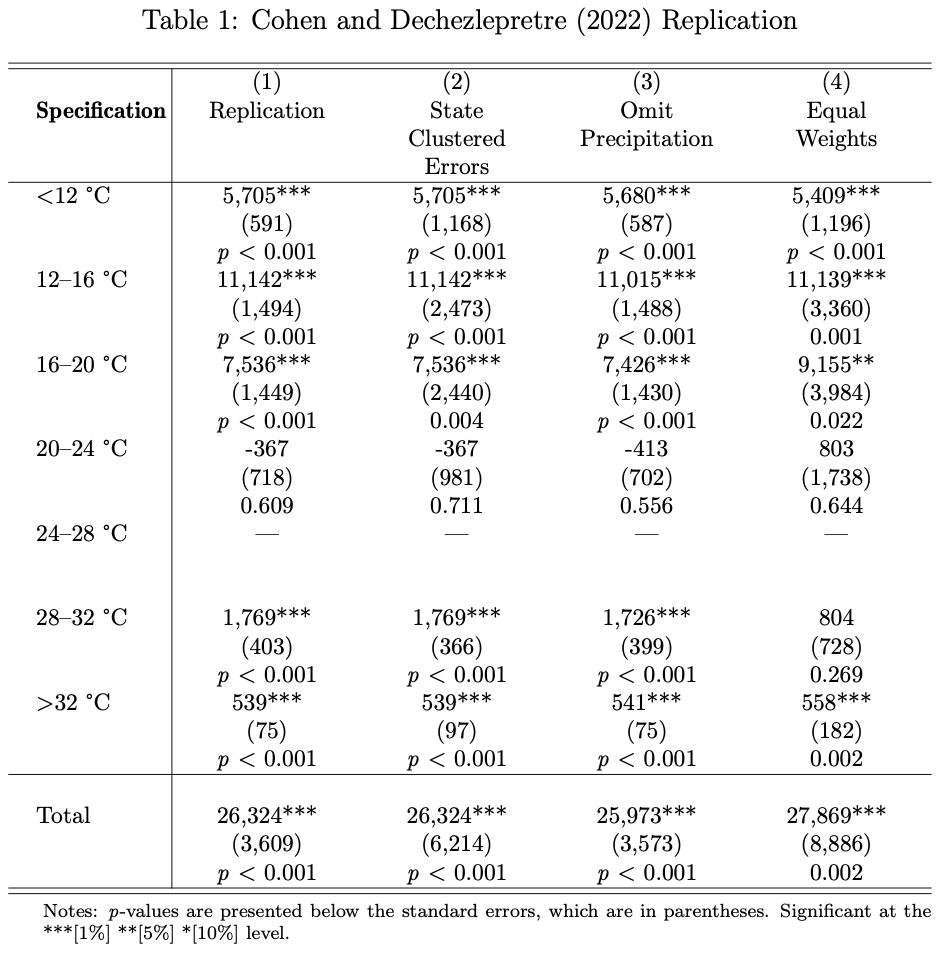 Table 1: Cohen and Dechezlepretre (2022) Replication
(1) (2) (3) (4)
Specification Replication State Omit Equal
Clustered Precipitation Weights
Errors
<12 °C 5,705*** 5,705*** 5,680*** 5,409***
(591) (1,168) (587) (1,196)
p < 0.001 p < 0.001 p < 0.001 p < 0.001
12–16 °C 11,142*** 11,142*** 11,015*** 11,139***
(1,494) (2,473) (1,488) (3,360)
p < 0.001 p < 0.001 p < 0.001 0.001
16–20 °C 7,536*** 7,536*** 7,426*** 9,155**
(1,449) (2,440) (1,430) (3,984)
p < 0.001 0.004 p < 0.001 0.022
20–24 °C -367 -367 -413 803
(718) (981) (702) (1,738)
0.609 0.711 0.556 0.644
24–28 °C — — — —
28–32 °C 1,769*** 1,769*** 1,726*** 804
(403) (366) (399) (728)
p < 0.001 p < 0.001 p < 0.001 0.269
>32 °C 539*** 539*** 541*** 558***
(75) (97) (75) (182)
p < 0.001 p < 0.001 p < 0.001 0.002
Total 26,324*** 26,324*** 25,973*** 27,869***
(3,609) (6,214) (3,573) (8,886)
p < 0.001 p < 0.001 p < 0.001 0.002
Notes: p-values are presented below the standard errors, which are in parentheses. Significant at the
***[1%] **[5%] *[10%] level.